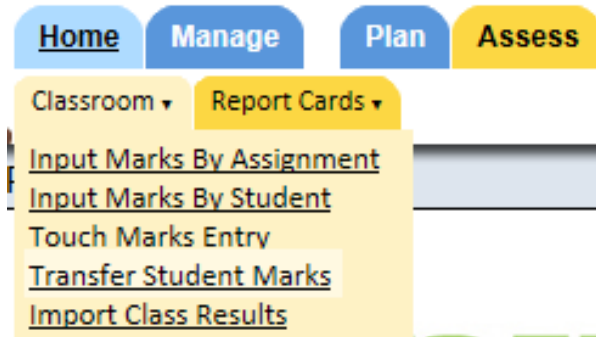 Home Manage Plan Assess
Classroom ▾ Report Cards ▾
Input Marks By Assignment
Input Marks By Student
Touch Marks Entry
Transfer Student Marks
Import Class Results